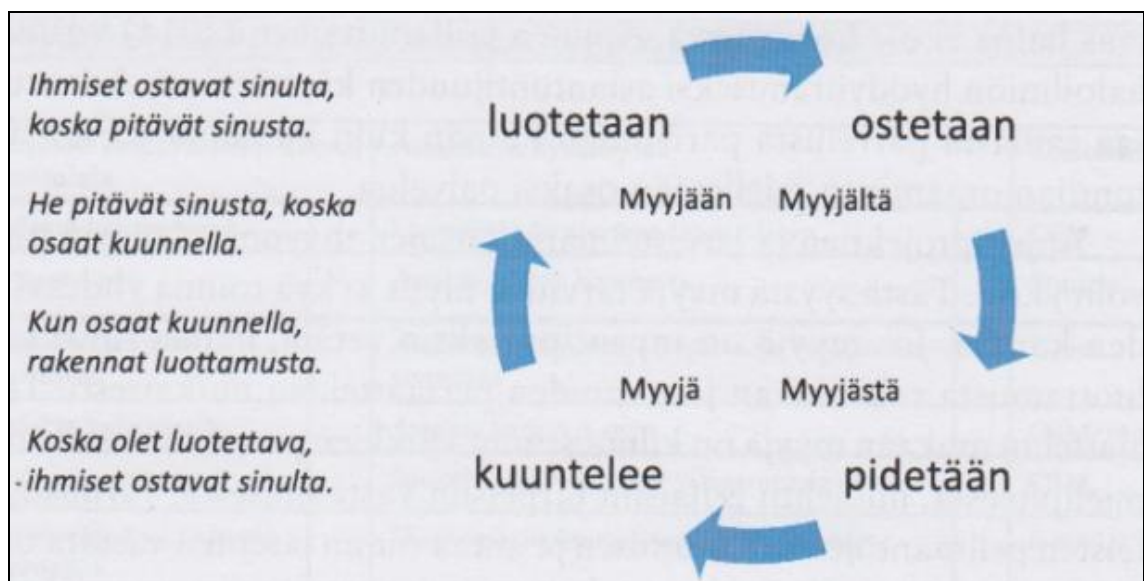 Ihmiset ostavat sinulta,
koska pitävät sinusta.
He pitävät sinusta, koska
osaat kuunnella.
Kun osaat kuunnella,
rakennat luottamusta.
Koska olet luotettava,
ihmiset ostavat sinulta.
luotetaan ostetaan
Myyjään Myyjältä
Myyjä Myyjästä
kuuntelee pidetään